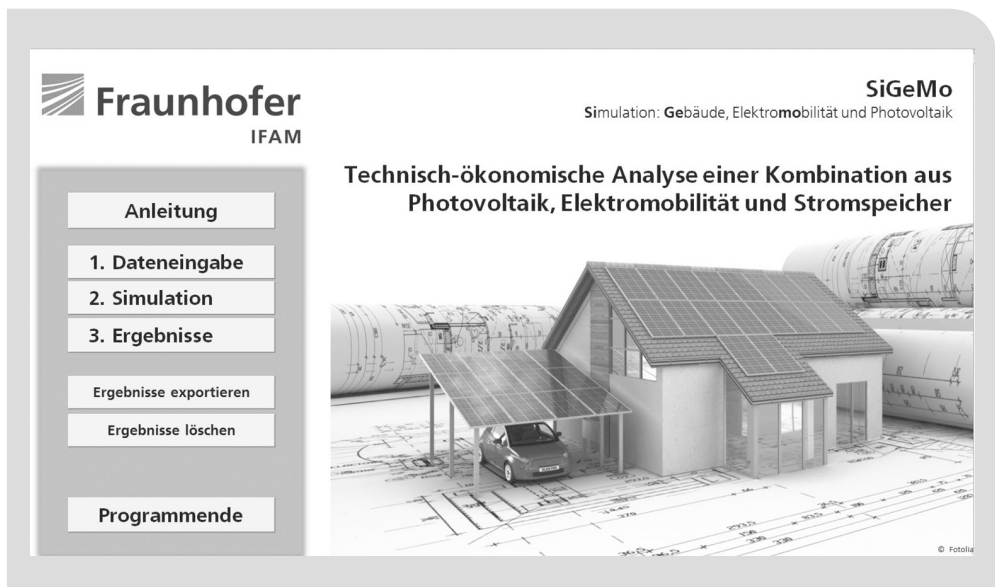 Fraunhofer
IFAM
SiGeMo
Simulation: Gebäude, Elektromobilität und Photovoltaik
Technisch-ökonomische Analyse einer Kombination aus
Photovoltaik, Elektromobilität und Stromspeicher
Anleitung
1. Dateneingabe
2. Simulation
3. Ergebnisse
Ergebnisse exportieren
Ergebnisse löschen
Programmende
© Fotolia